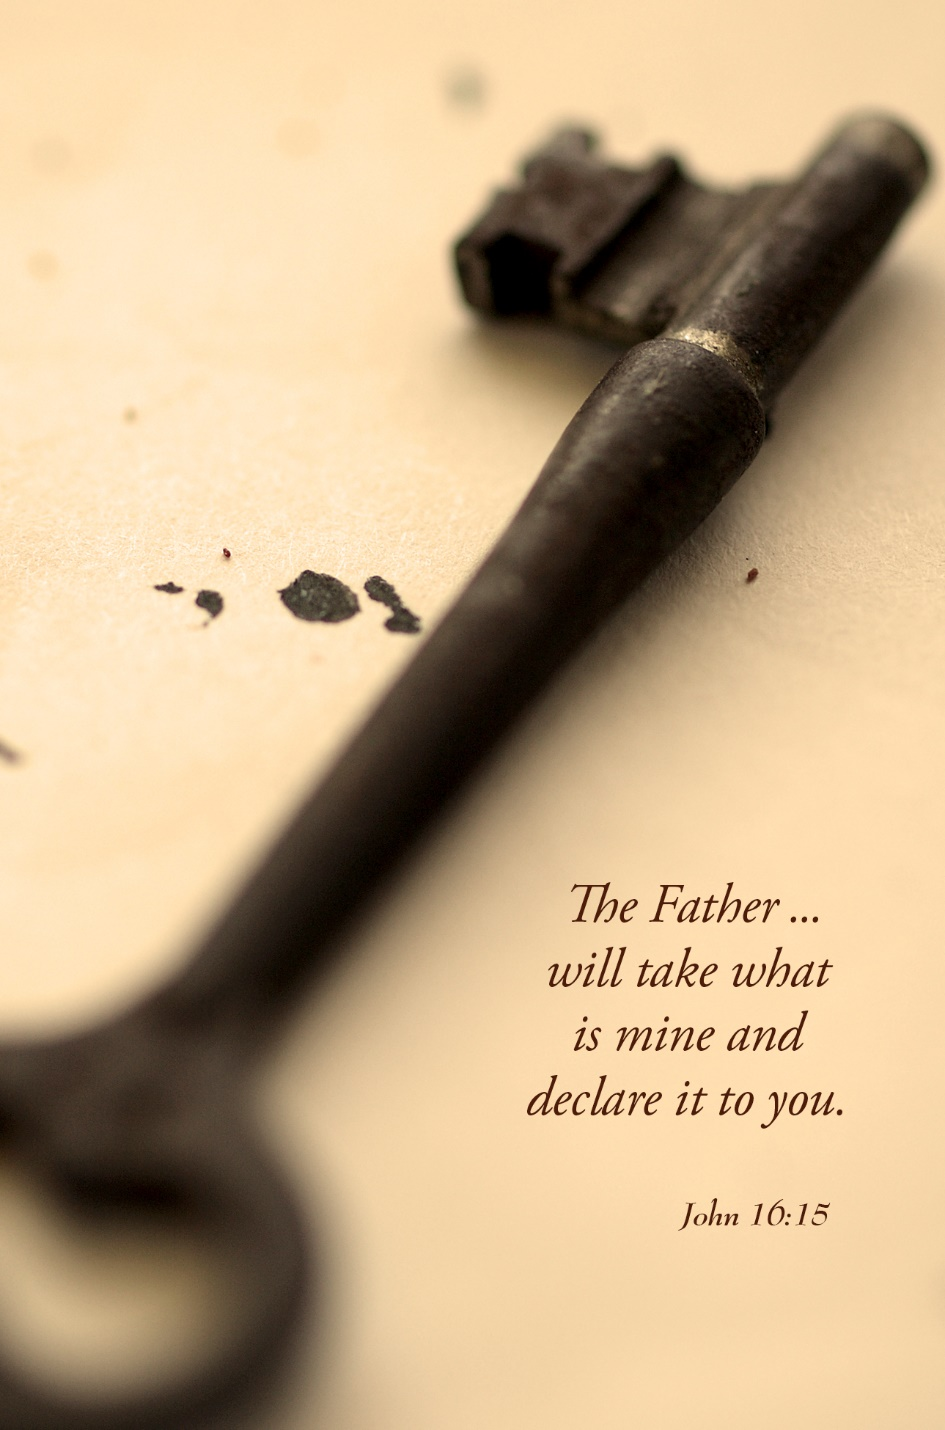 The Father ...
will take what
is mine and
declare it to you.
John 16:15